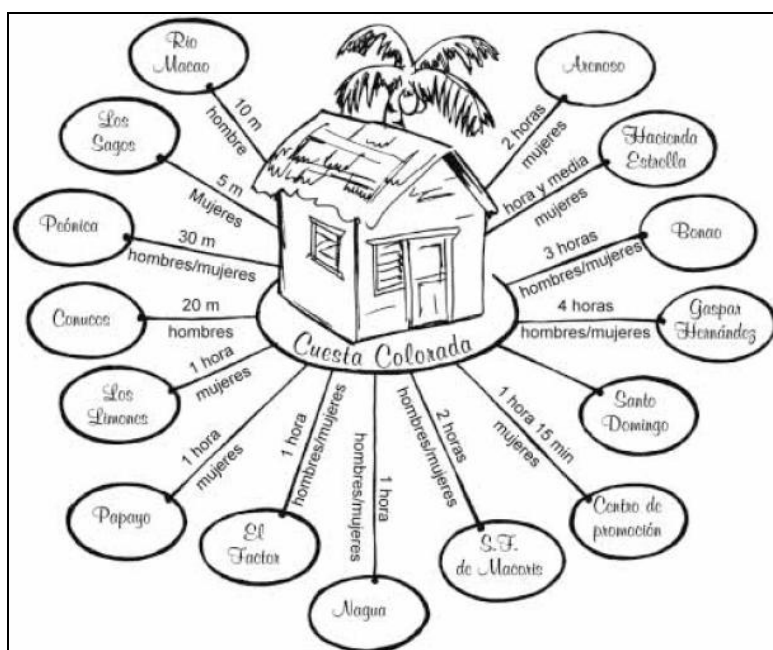 Rio
Macao
10 m
hombre
Los
Sagos
5 m
Mujeres
Peónica
30 m
hombres/mujeres
Conucos
20 m
hombres
Los
Limones
1 hora
mujeres
Papayo
1 hora
mujeres
El
Factor
1 hora
hombres/mujeres
Nagua
1 hora
hombres/mujeres
S.F.
de Macoris
2 horas
hombres/mujeres
Centro de
promoción
1 hora 15 min
mujeres
Santo
Domingo
Gaspar
Hernández
4 horas
hombres/mujeres
Bonao
3 horas
hombres/mujeres
Hacienda
Estrella
hora y media
mujeres
Arenoso
2 horas
mujeres
Cuesta Colorada